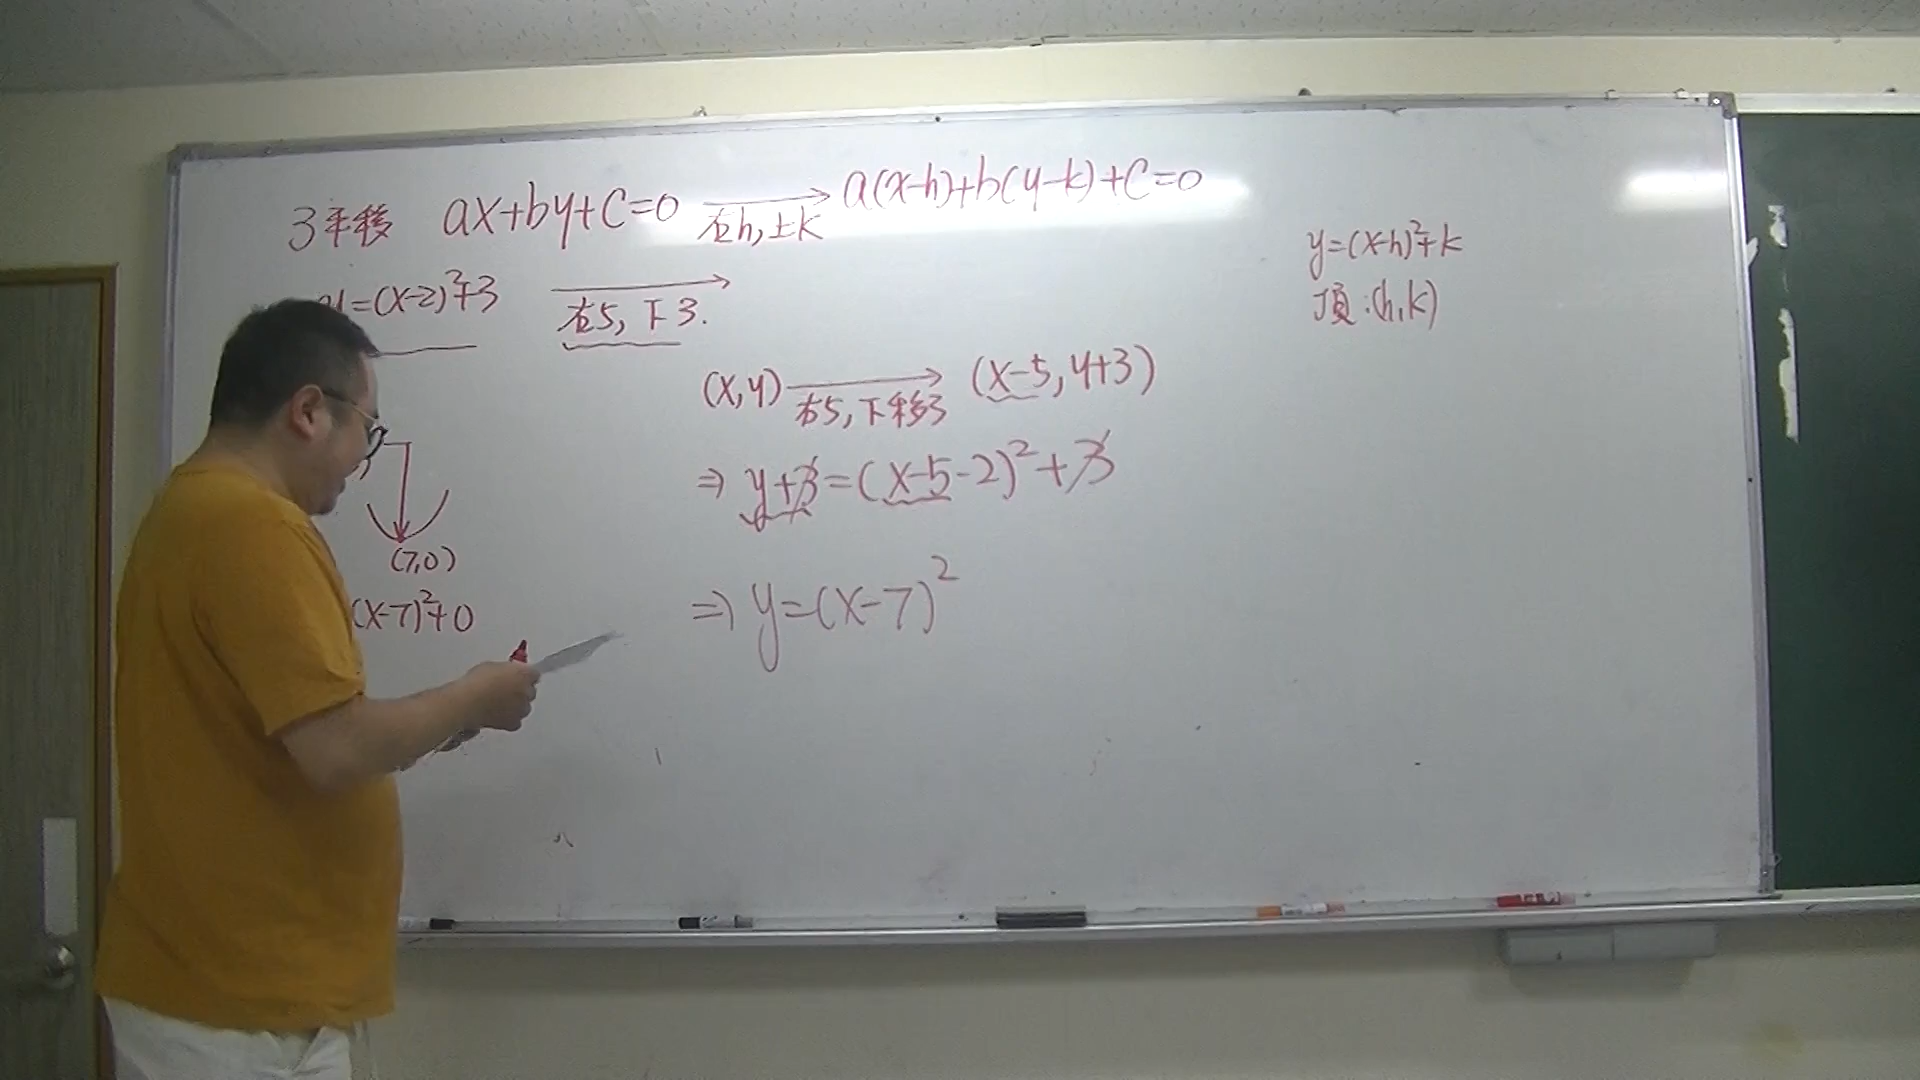 3平移 ax+by+c=0 → 右h,上k a(x-h)+b(y-k)+c=0
y=(x-h)²+k
y=(x-2)²+3 → 右5, 下3.
頂:(h,k)
(x,y) → 右5,下移3 (x-5,y+3)
⇒ y+3=(x-5-2)²+3
(7,0)
⇒ y=(x-7)²
(x-7)²+0